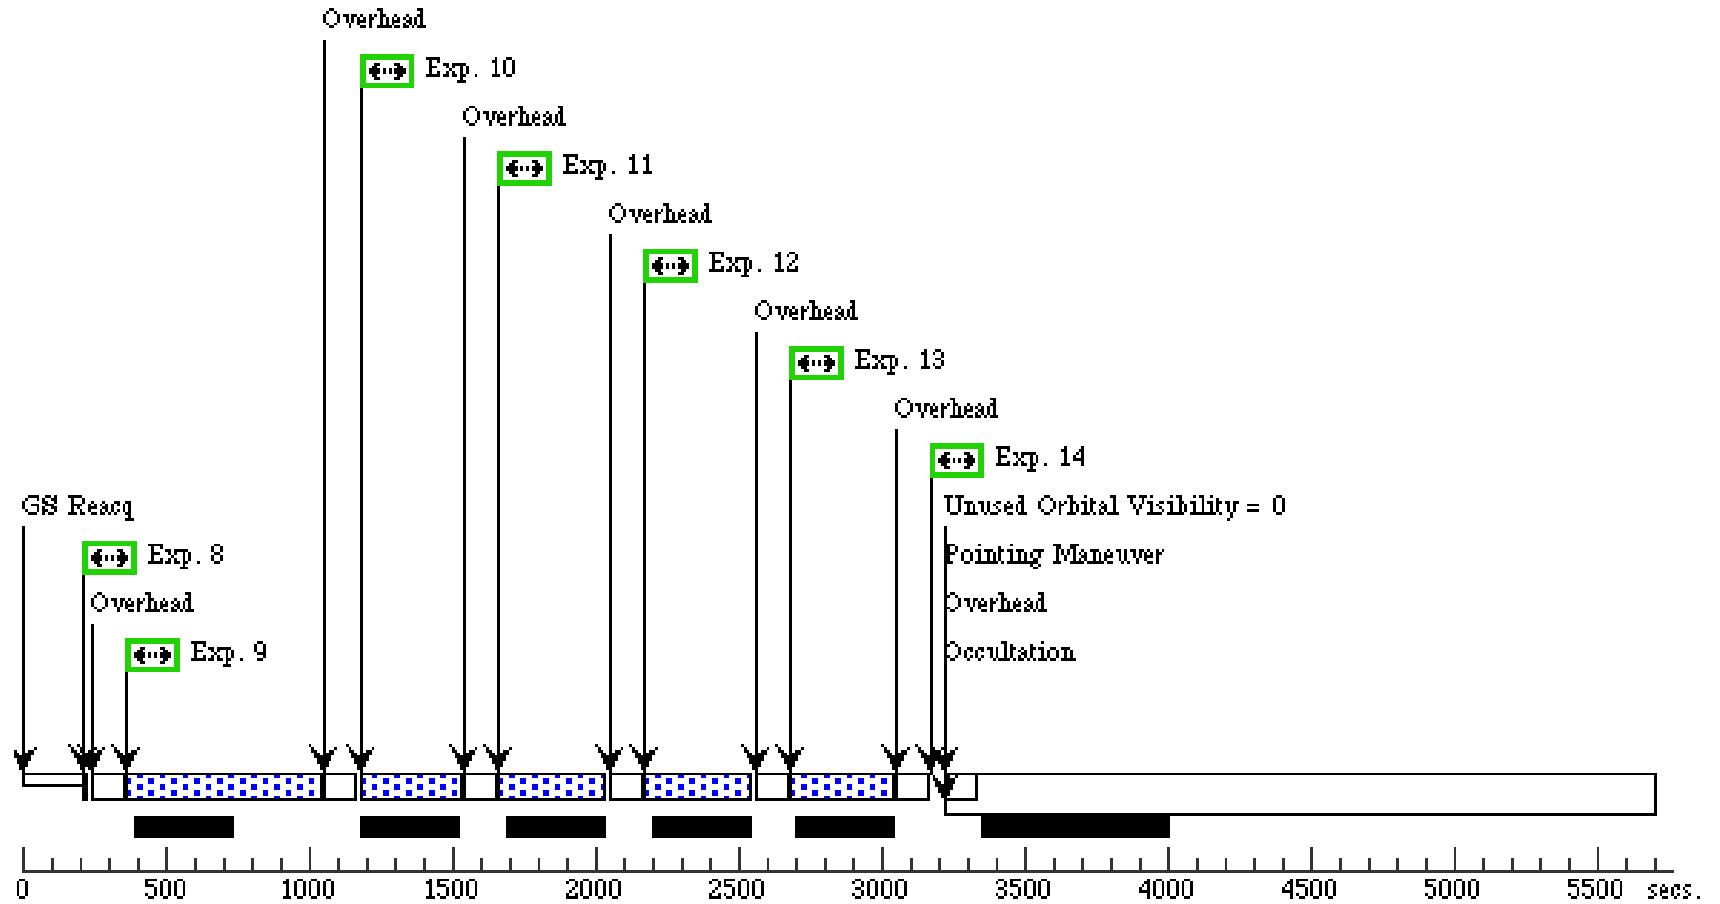 Overhead
Exp. 10
Overhead
Exp. 11
Overhead
Exp. 12
Overhead
Exp. 13
Overhead
Exp. 14
GS Reacq
Unused Orbital Visibility = 0
Exp. 8
Pointing Maneuver
Overhead
Overhead
Exp. 9
Occultation
0 500 1000 1500 2000 2500 3000 3500 4000 4500 5000 5500 secs.